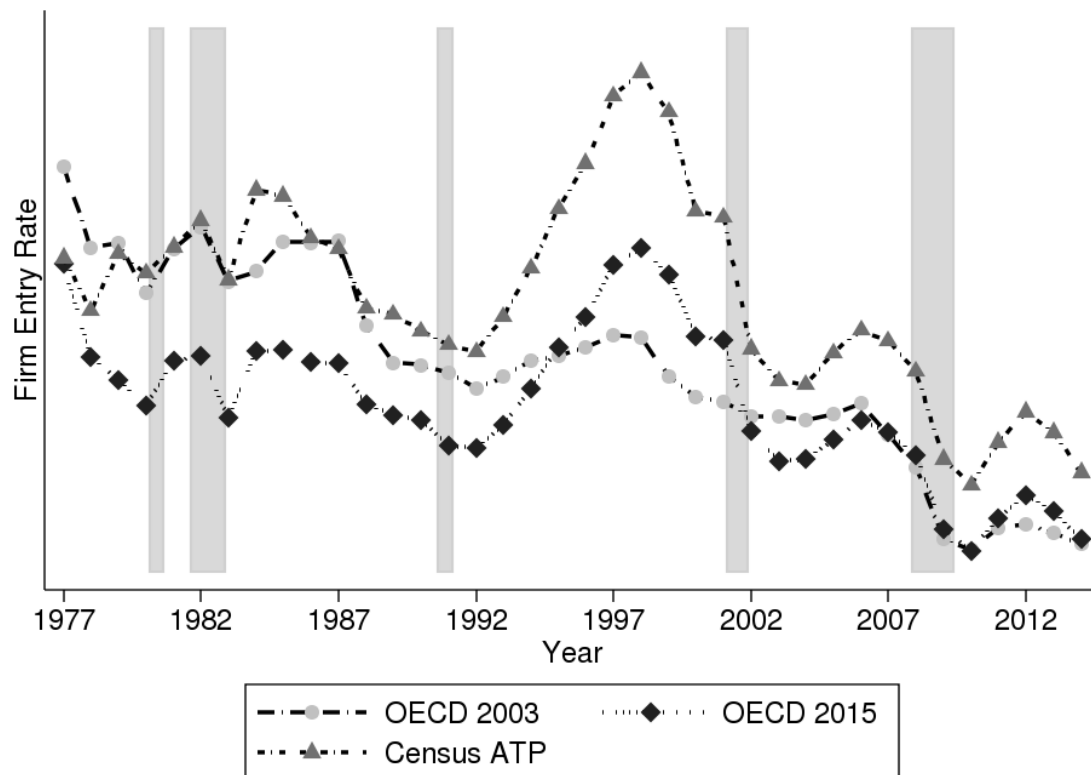 Firm Entry Rate
1977 1982 1987 1992 1997 2002 2007 2012
Year
OECD 2003 OECD 2015
Census ATP